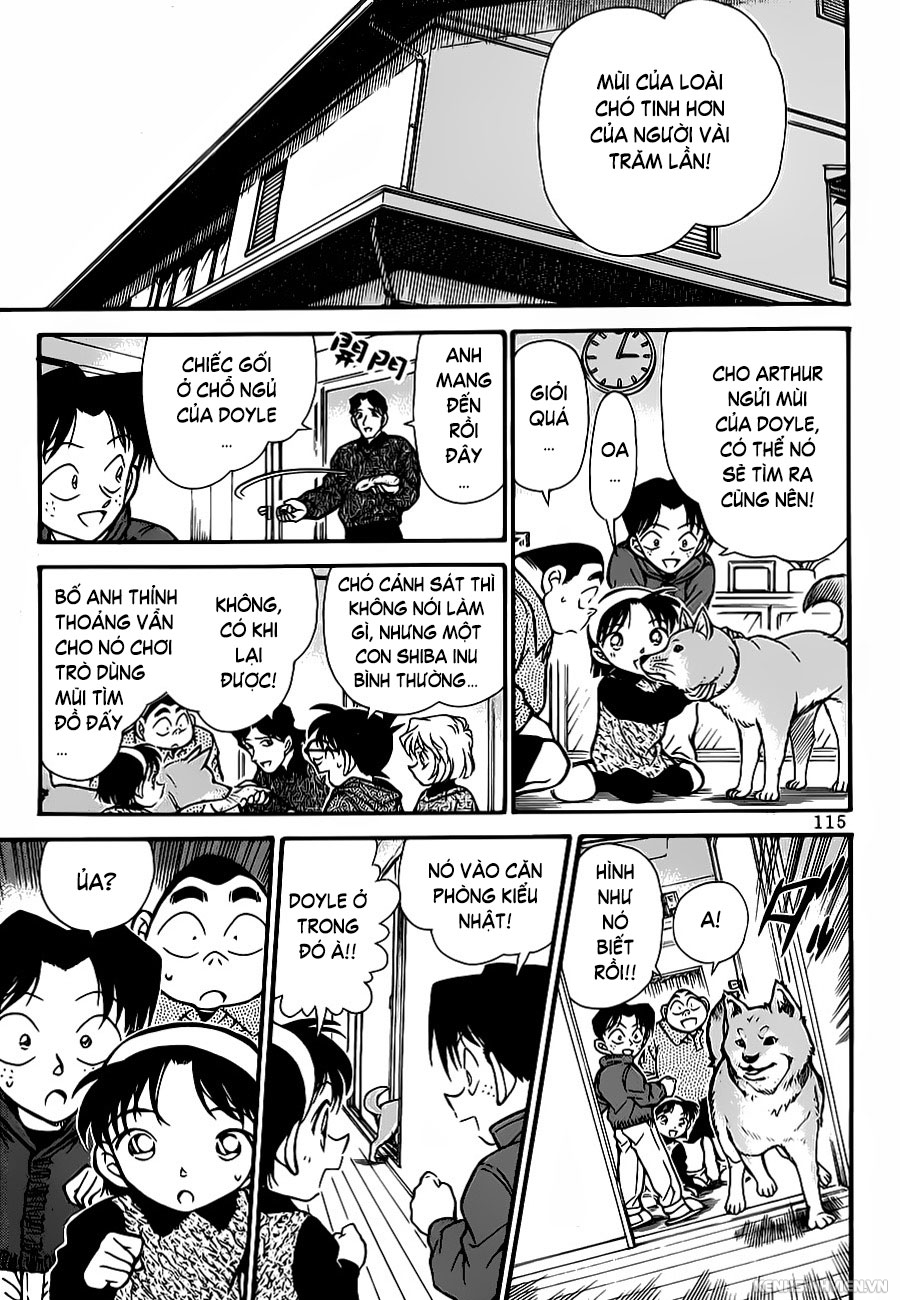 MÙI CỦA LOÀI
CHÓ TINH HƠN
CỦA NGƯỜI VÀI
TRĂM LẦN!
CHO ARTHUR
NGỬI MÙI
CỦA DOYLE,
CÓ THỂ NÓ
SẼ TÌM RA
CŨNG NÊN!
OA
...
GIỎI
QUÁ
...
ANH
MANG
ĐẾN
RỒI
ĐÂY
...
CHIẾC GỐI
Ở CHỖ NGỦ
CỦA DOYLE
...
CHÓ CẢNH SÁT THÌ
KHÔNG NÓI LÀM
GÌ, NHƯNG MỘT
CON SHIBA INU
BÌNH THƯỜNG...
KHÔNG,
CÓ KHI
LẠI
ĐƯỢC!
BỐ ANH THỈNH
THOẢNG VẪN
CHO NÓ CHƠI
TRÒ DÙNG
MÙI TÌM
ĐỒ ĐẤY
...
115
A!
HÌNH
NHƯ
NÓ
BIẾT
RỒI!!
NÓ VÀO CĂN
PHÒNG KIỂU
NHẬT!
DOYLE Ở
TRONG
ĐÓ À!!
ỦA?